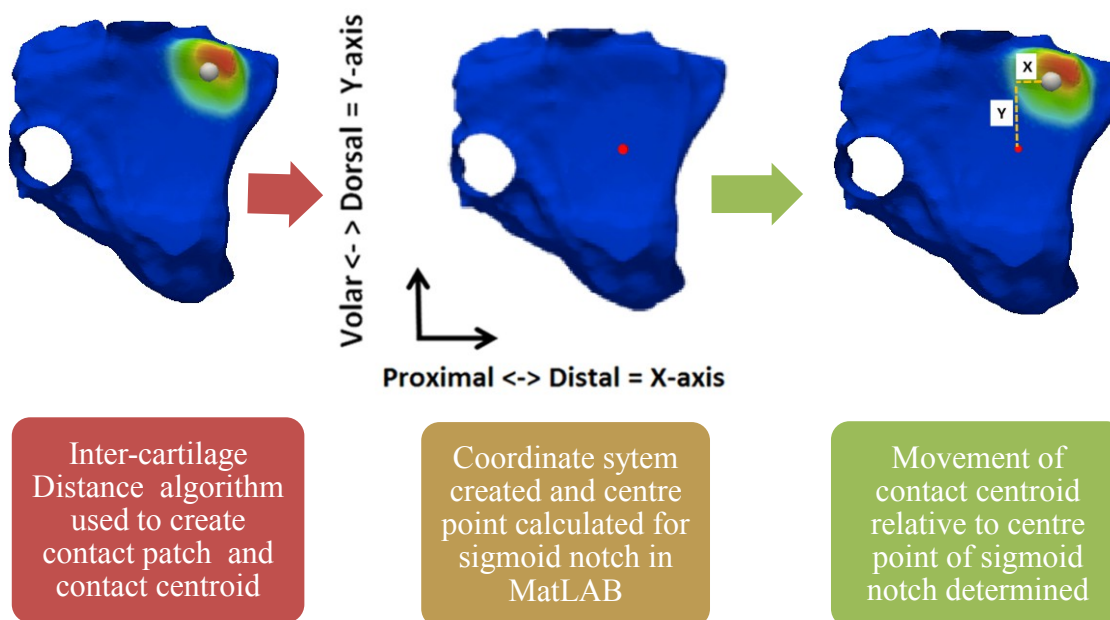 X
Y
Volar <- > Dorsal = Y-axis
Proximal <-> Distal = X-axis
Inter-cartilage
Distance algorithm
used to create
contact patch and
contact centroid
Coordinate sytem
created and centre
point calculated for
sigmoid notch in
MatLAB
Movement of
contact centroid
relative to centre
point of sigmoid
notch determined